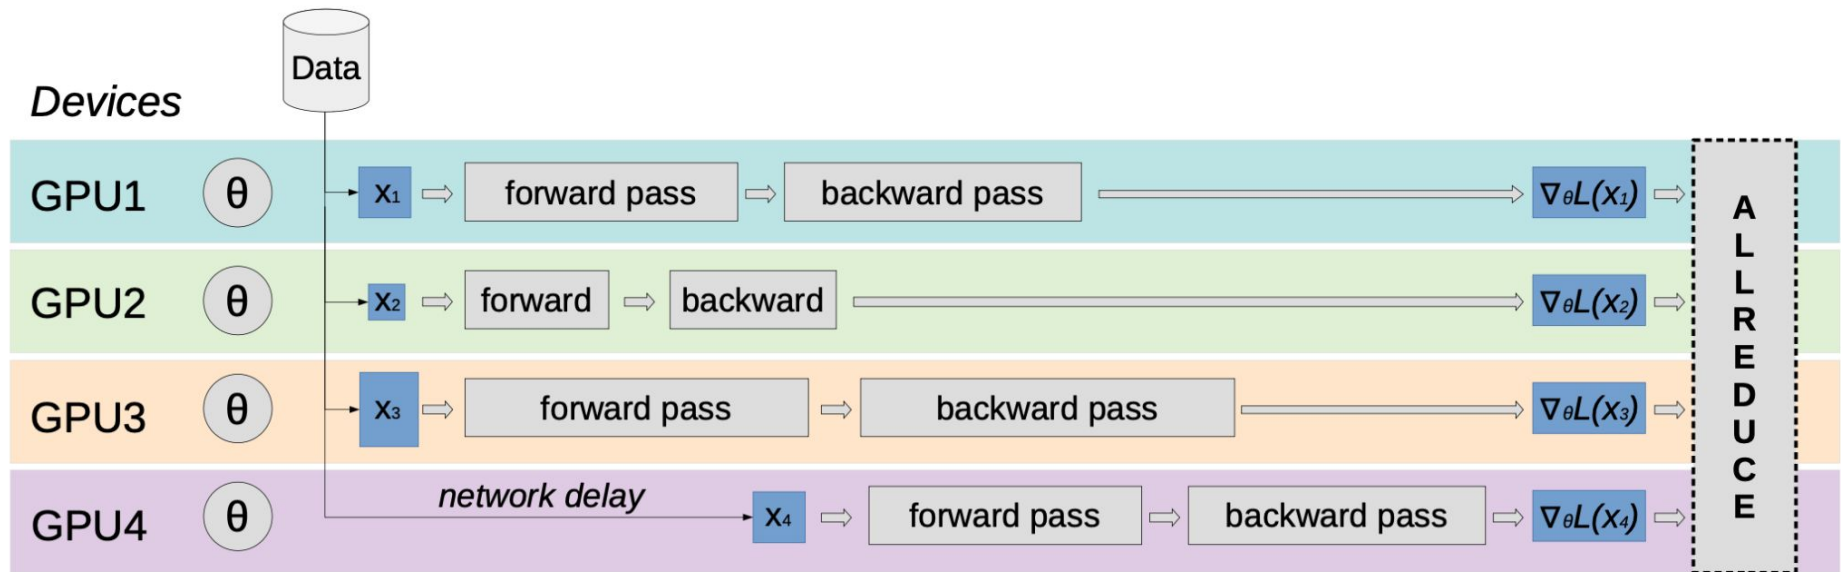 Data
Devices
GPU1 θ x₁ forward pass backward pass ∇θL(x₁)
GPU2 θ x₂ forward backward ∇θL(x₂)
GPU3 θ x₃ forward pass backward pass ∇θL(x₃)
network delay
GPU4 θ x₄ forward pass backward pass ∇θL(x₄)
ALLREDUCE